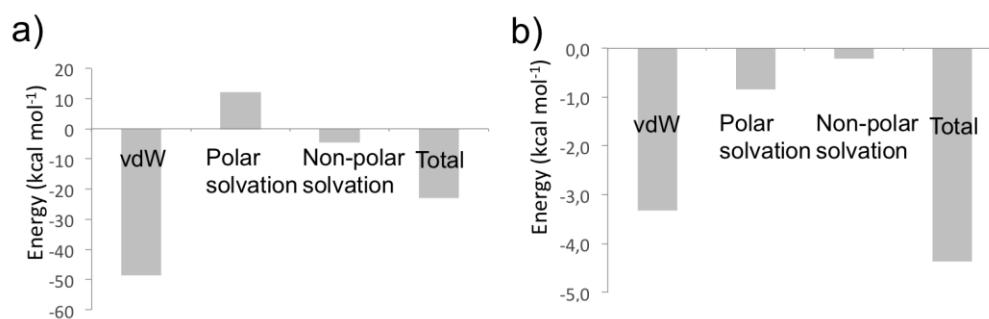 a)
Energy (kcal mol⁻¹)
20
10
0
-10
-20
-30
-40
-50
-60
vdW
Polar
solvation
Non-polar
solvation
Total
b)
Energy (kcal mol⁻¹)
0,0
-1,0
-2,0
-3,0
-4,0
-5,0
vdW
Polar
solvation
Non-polar
solvation
Total